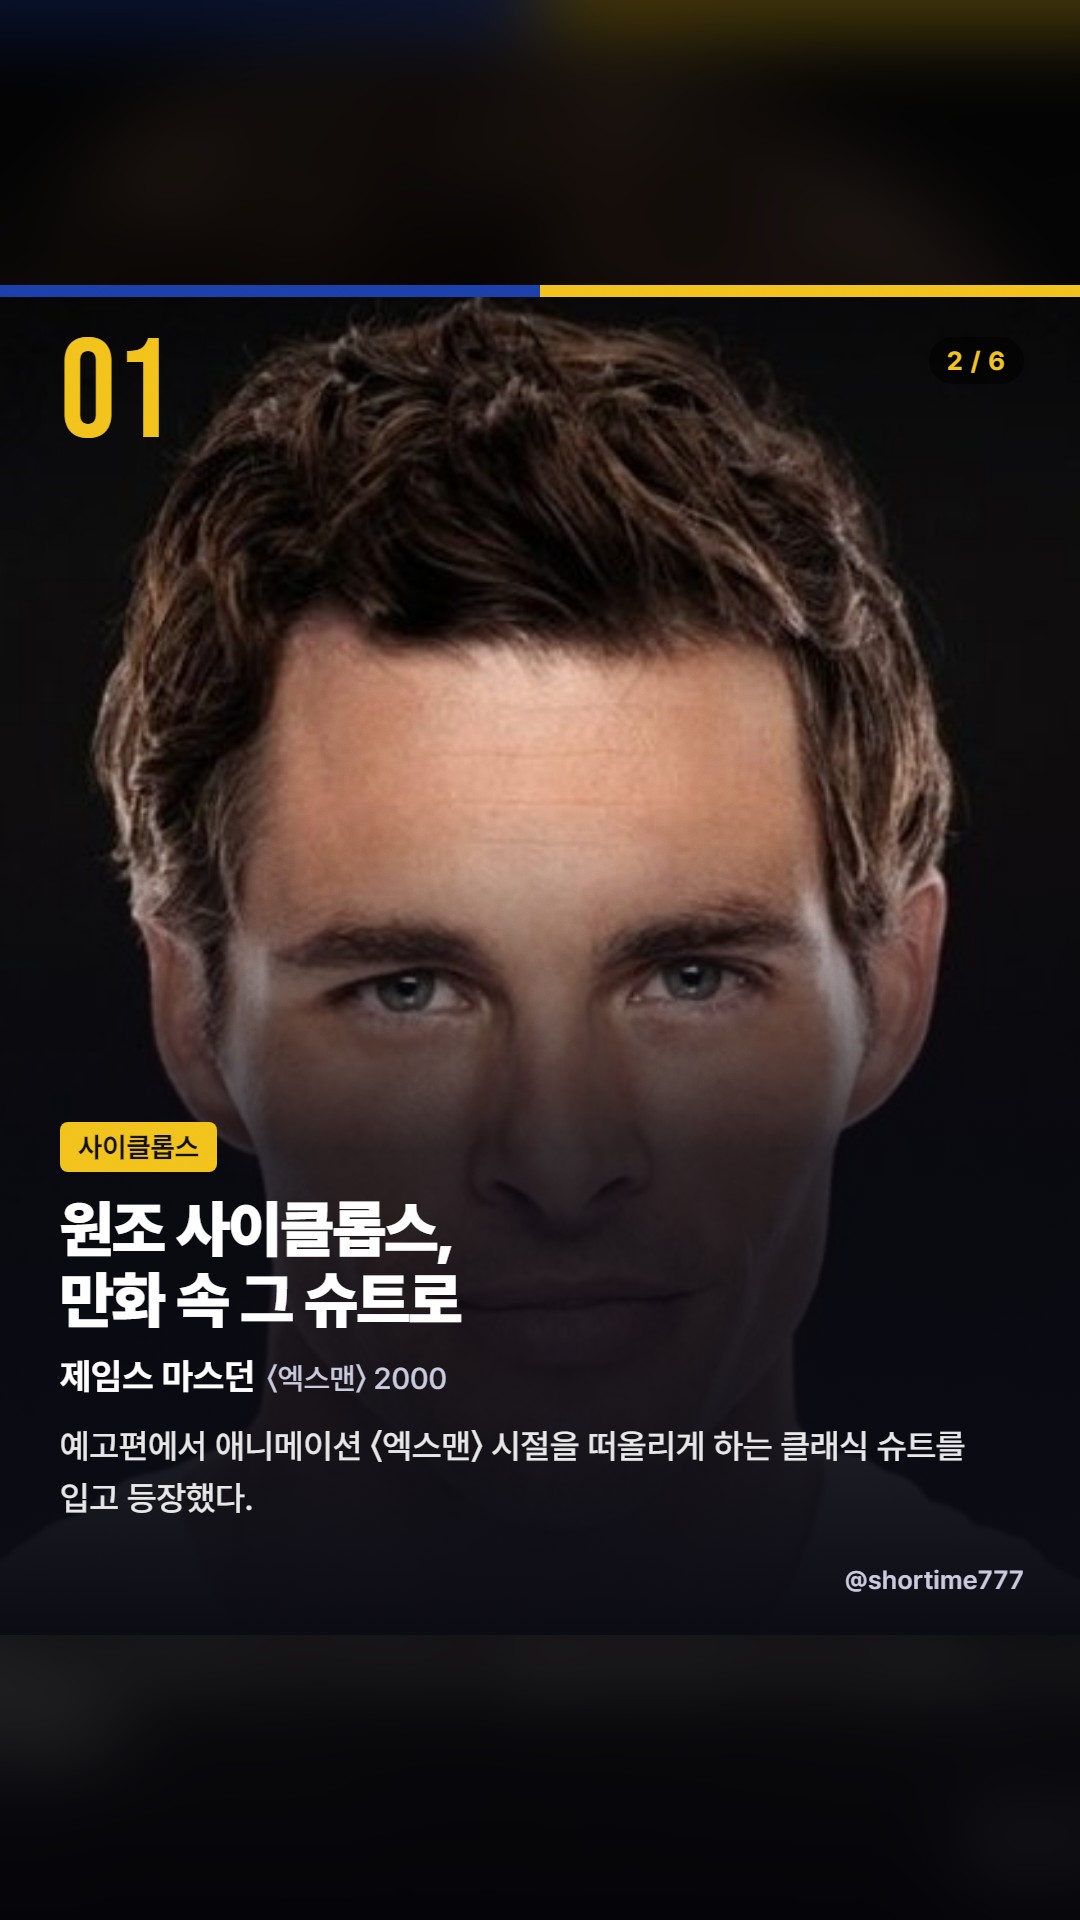 01
2 / 6
사이클롭스
원조 사이클롭스,
만화 속 그 슈트로
제임스 마스던 〈엑스맨〉 2000
예고편에서 애니메이션 〈엑스맨〉 시절을 떠올리게 하는 클래식 슈트를
입고 등장했다.
@shortime777